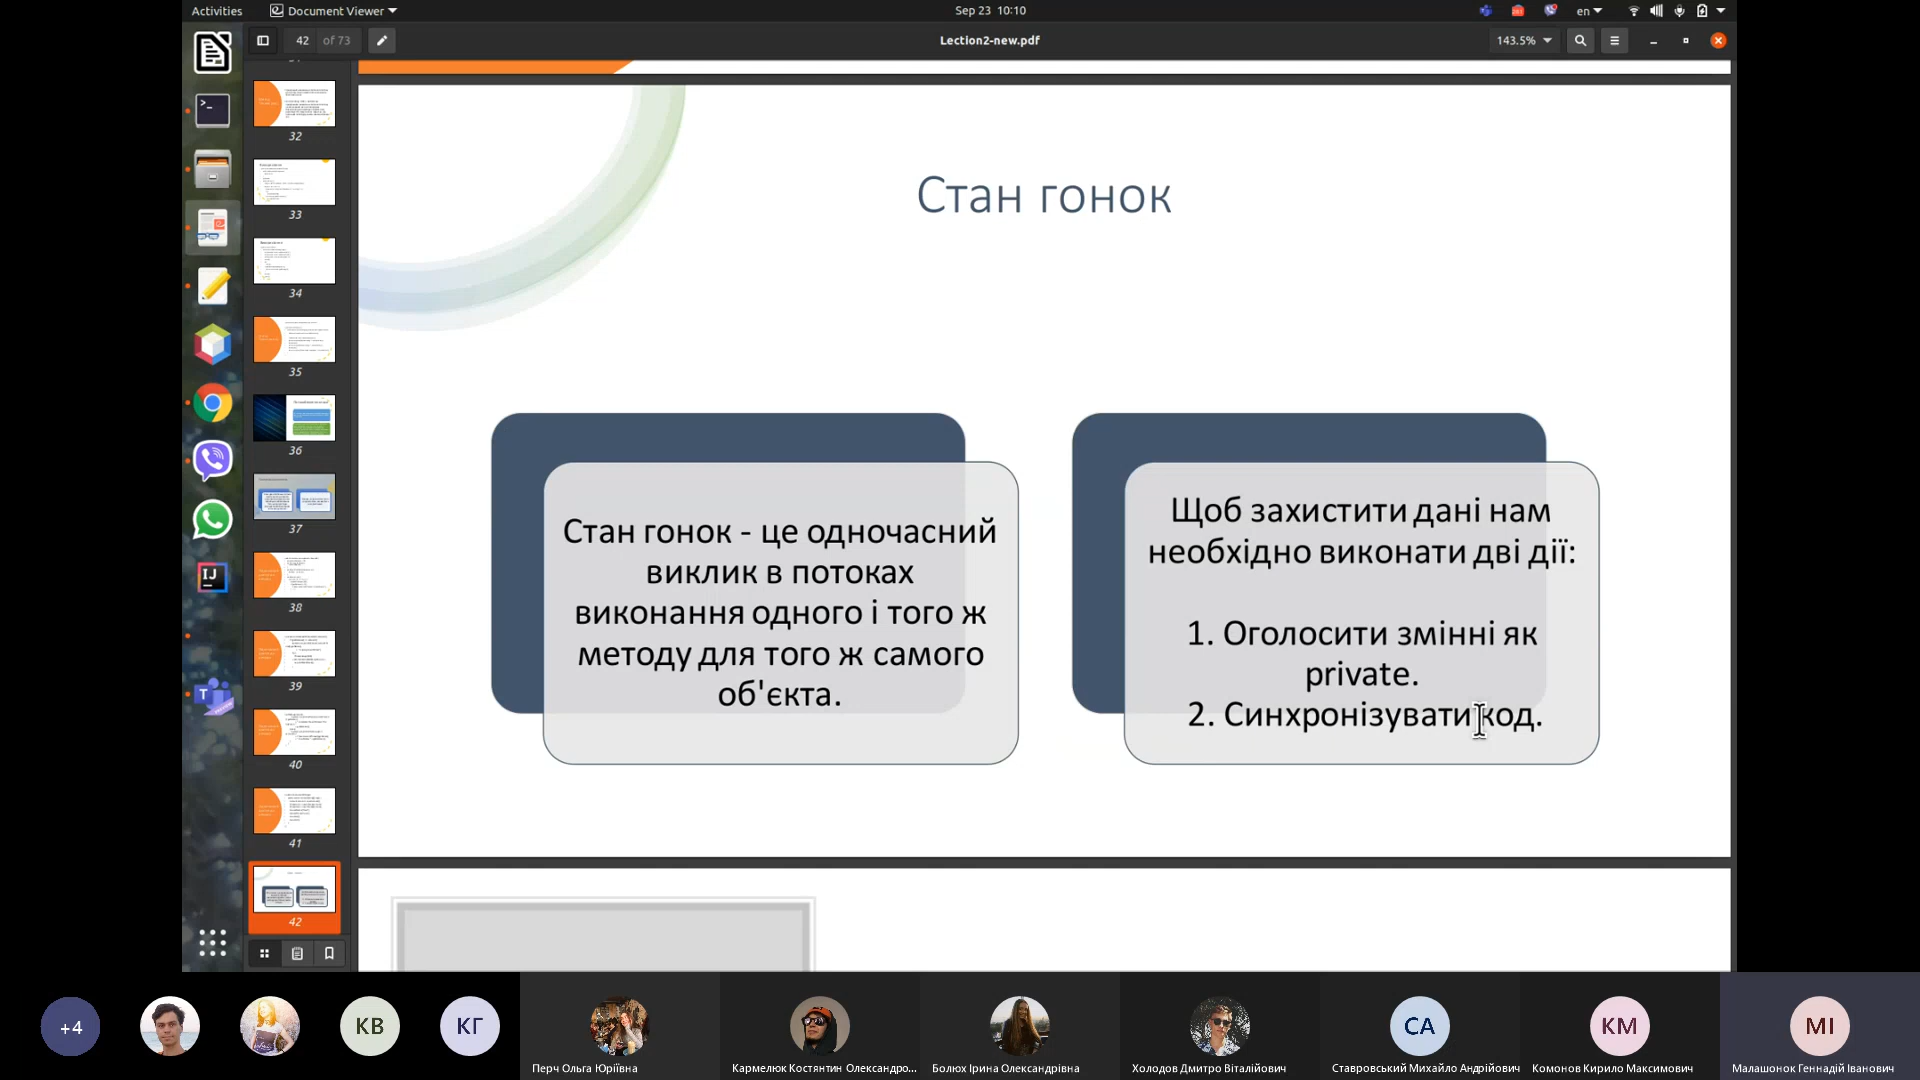 Activities
Document Viewer
Sep 23 10:10
en
42 of 73
Lection2-new.pdf
143.5%
32
33
34
35
36
37
38
39
40
41
42
Стан гонок
Стан гонок - це одночасний
виклик в потоках
виконання одного і того ж
методу для того ж самого
об'єкта.
Щоб захистити дані нам
необхідно виконати дві дії:
1. Оголосити змінні як
private.
2. Синхронізувати код.
+4
КВ
КГ
СА
КМ
МІ
Перч Ольга Юріївна
Кармелюк Костянтин Олександро...
Болюх Ірина Олександрівна
Холодов Дмитро Віталійович
Ставровський Михайло Андрійович
Комонов Кирило Максимович
Малашонок Геннадій Іванович